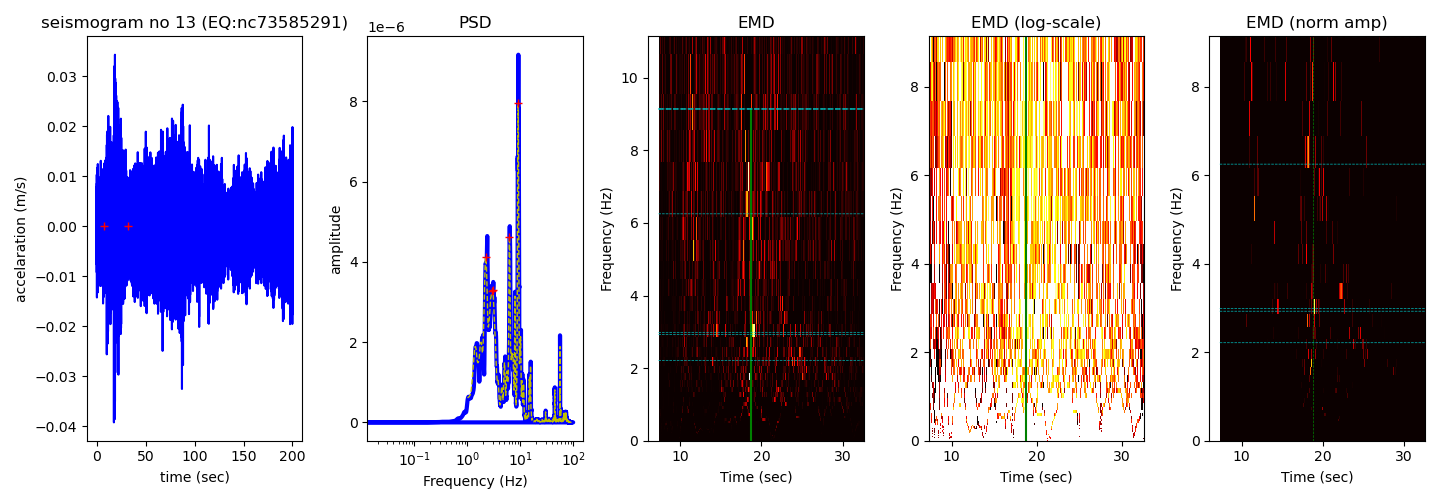 seismogram no 13 (EQ:nc73585291)
accelaration (m/s)
0.03
0.02
0.01
0.00
−0.01
−0.02
−0.03
−0.04
0 50 100 150 200
time (sec)
PSD
1e−6
amplitude
8
6
4
2
0
10⁻¹ 10⁰ 10¹ 10²
Frequency (Hz)
EMD
Frequency (Hz)
10
8
6
4
2
0
10 20 30
Time (sec)
EMD (log-scale)
Frequency (Hz)
8
6
4
2
0
10 20 30
Time (sec)
EMD (norm amp)
Frequency (Hz)
8
6
4
2
0
10 20 30
Time (sec)